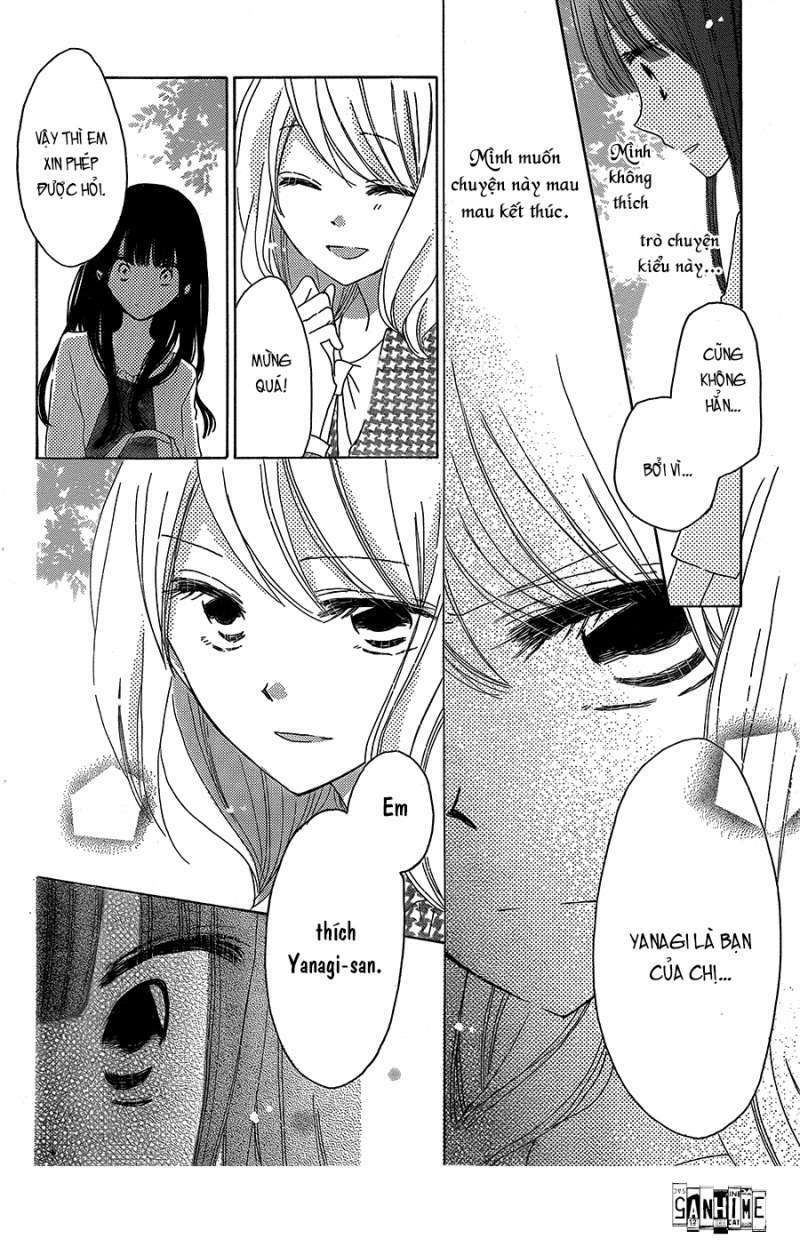 Mình
không
thích
trò chuyện
kiểu này...
Mình muốn
chuyện này mau
mau kết thúc.
CŨNG
KHÔNG
HẲN...
BỞI VÌ...
YANAGI LÀ BẠN
CỦA CHỊ...
MỪNG
QUÁ!
VẬY THÌ EM
XIN PHÉP
ĐƯỢC HỎI.
Em
thích
Yanagi-san.
SANHIME